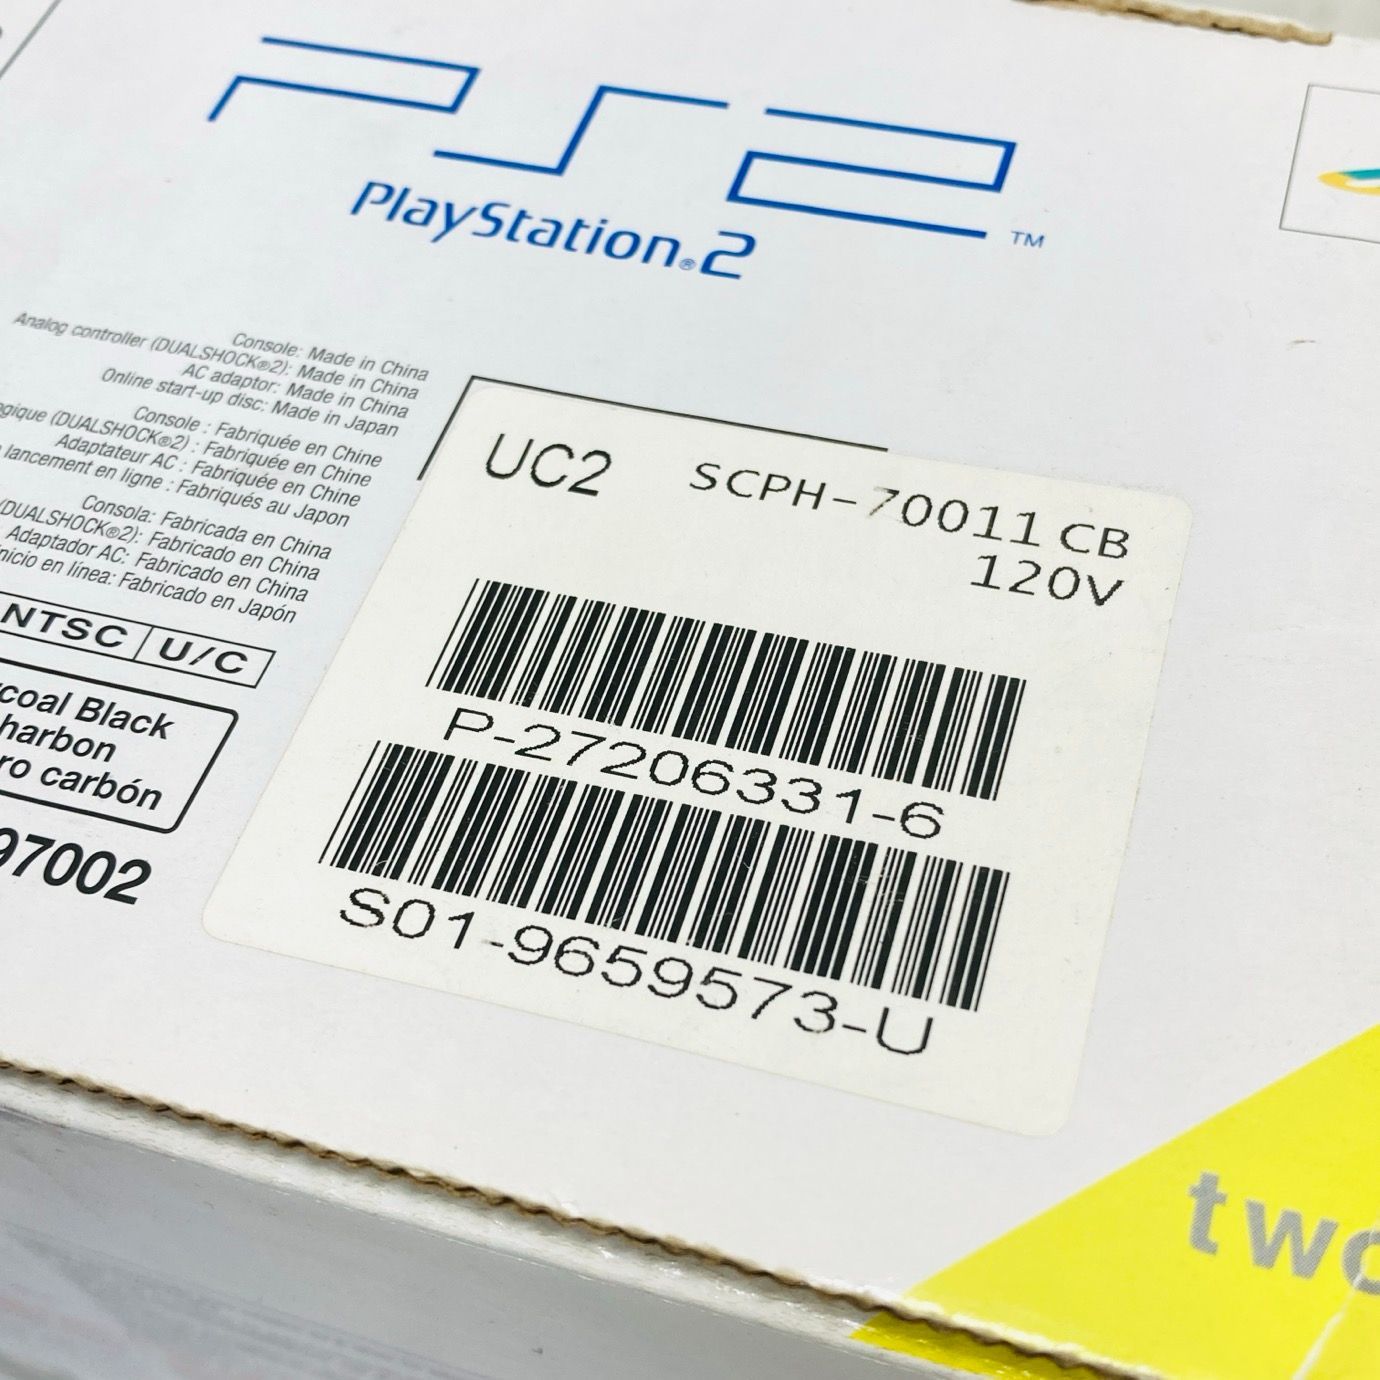 PS2
™
PlayStation®2
Console: Made in China
Analog controller (DUALSHOCK®2): Made in China
AC adaptor: Made in China
Online start-up disc: Made in Japan
Console : Fabriquée en Chine
(DUALSHOCK®2) : Fabriquée en Chine
Adaptateur AC : Fabriquée en Chine
lancement en ligne : Fabriqués au Japon
Consola: Fabricada en China
(DUALSHOCK®2): Fabricado en China
Adaptador AC: Fabricado en China
nicio en línea: Fabricado en Japón
NTSC U/C
coal Black
harbon
ro carbón
97002
UC2 SCPH-70011 CB
120V
P-27206331-6
S01-9659573-U
two